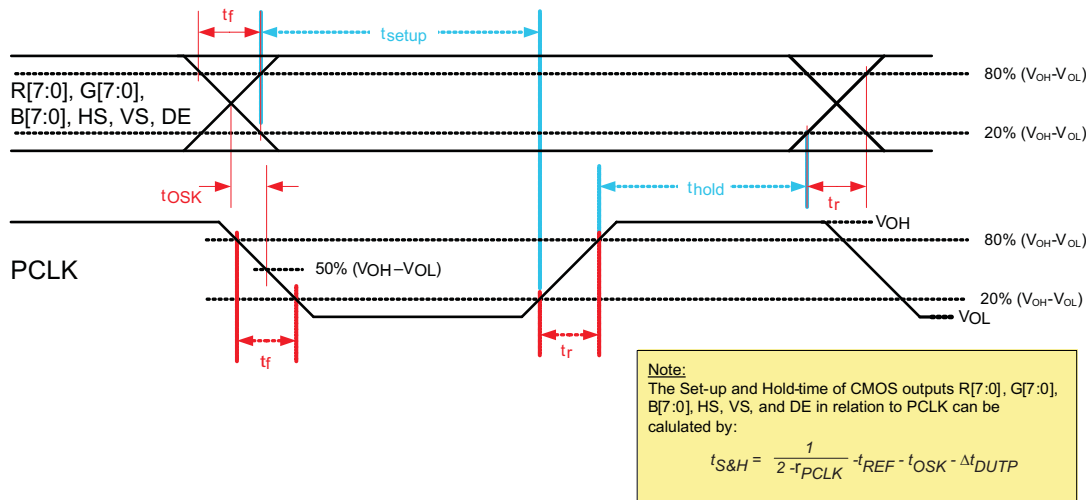 tf
tsetup
80% (VOH-VOL)
R[7:0], G[7:0],
B[7:0], HS, VS, DE
20% (VOH-VOL)
tOSK
thold
tr
VOH
80% (VOH-VOL)
PCLK
50% (VOH–VOL)
20% (VOH-VOL)
VOL
tf
tr
Note:
The Set-up and Hold-time of CMOS outputs R[7:0], G[7:0],
B[7:0], HS, VS, and DE in relation to PCLK can be
calulated by:
tS&H = 1 / 2 -rPCLK -tREF - tOSK - ΔtDUTP